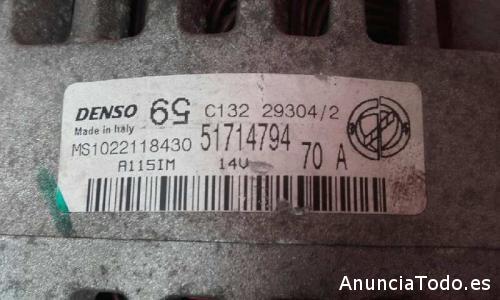 DENSO 59 C132 29304/2
Made in Italy
MS1022118430 51714794
A115IM 14V 70 A
AnunciaTodo.es